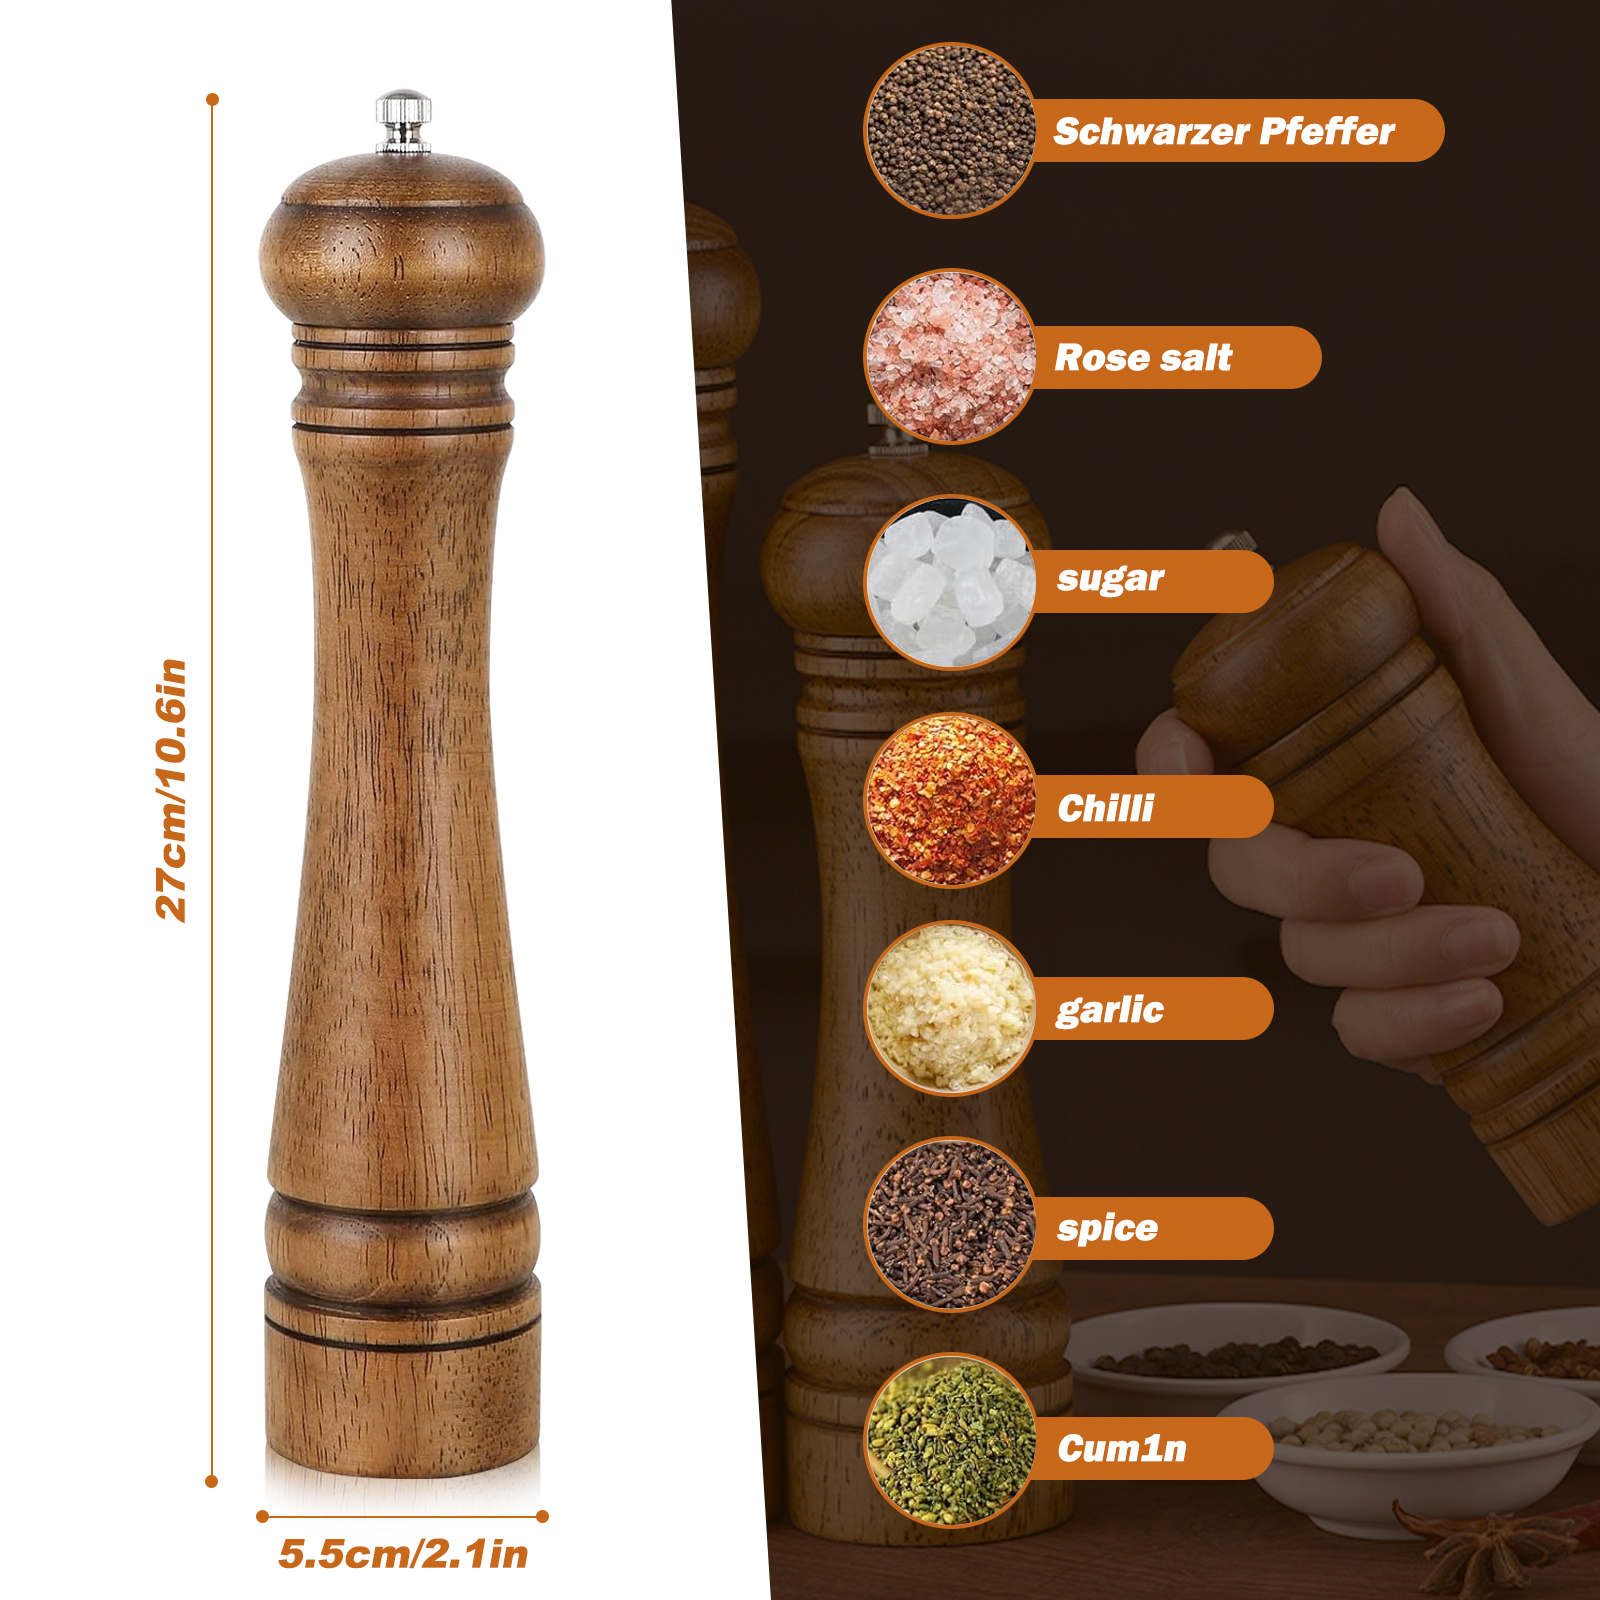 27cm/10.6in
5.5cm/2.1in
Schwarzer Pfeffer
Rose salt
sugar
Chilli
garlic
spice
Cum1n